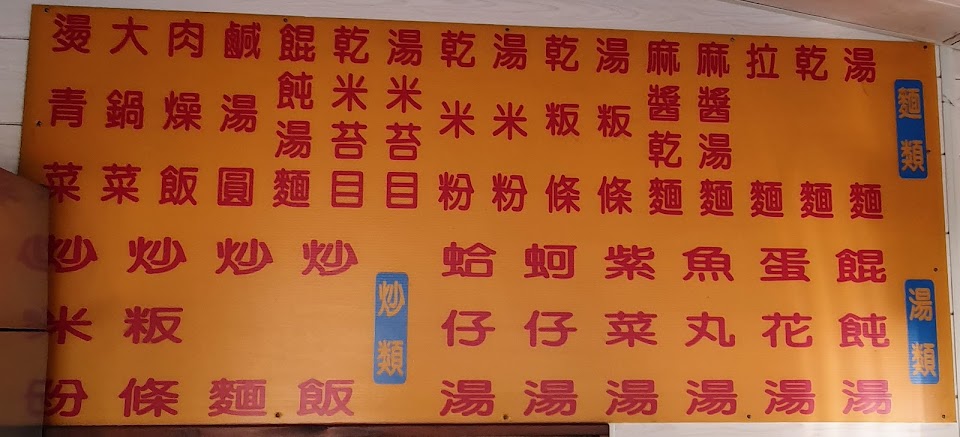 麵類
湯麵
乾麵
拉麵
麻醬湯麵
麻醬乾麵
湯粄條
乾粄條
湯米粉
乾米粉
湯米苔目
乾米苔目
餛飩湯麵
鹹湯圓
肉燥飯
大鍋菜
燙青菜
湯類
餛飩湯
蛋花湯
魚丸湯
紫菜湯
蚵仔湯
蛤仔湯
炒類
炒飯
炒麵
炒粄條
炒米粉